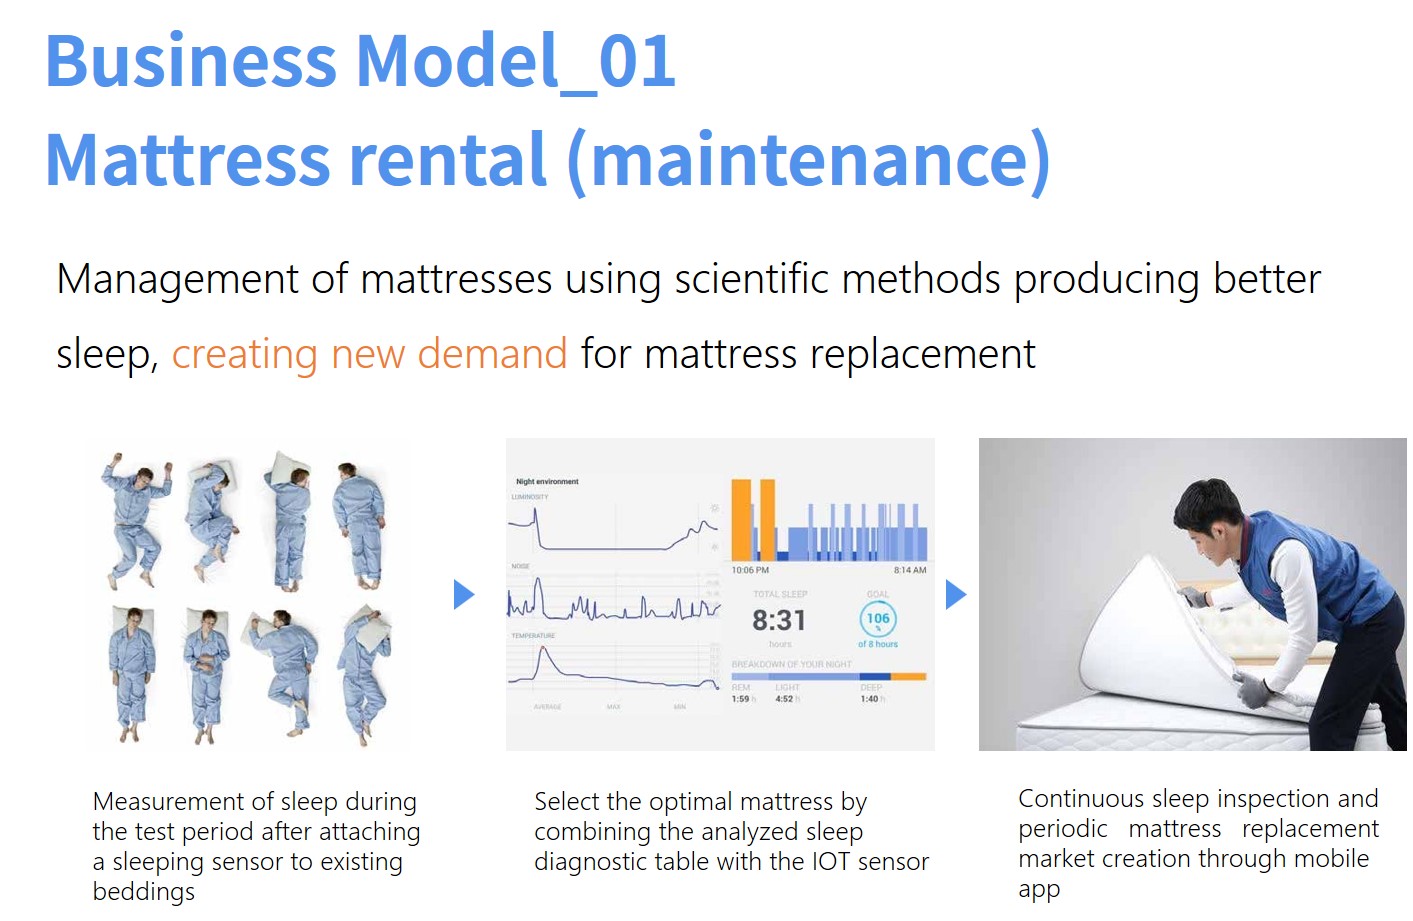 Business Model_01
Mattress rental (maintenance)
Management of mattresses using scientific methods producing better
sleep, creating new demand for mattress replacement
Night environment
LUMINOSITY
NOISE
TEMPERATURE
AVERAGE MAX MIN
10:06 PM 8:14 AM
TOTAL SLEEP GOAL
8:31 106
%
hours of 8 hours
BREAKDOWN OF YOUR NIGHT
REM LIGHT DEEP
1:59 h 4:52 h 1:40 h
Measurement of sleep during
the test period after attaching
a sleeping sensor to existing
beddings
Select the optimal mattress by
combining the analyzed sleep
diagnostic table with the IOT sensor
Continuous sleep inspection and
periodic mattress replacement
market creation through mobile
app